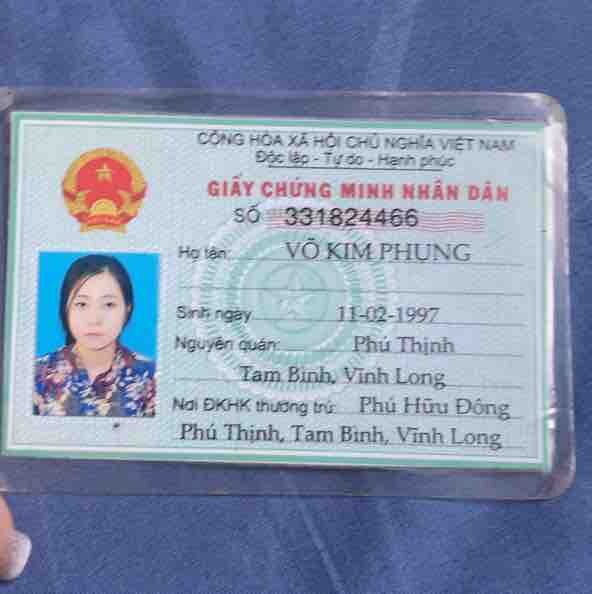 CỘNG HÒA XÃ HỘI CHỦ NGHĨA VIỆT NAM
Độc lập - Tự do - Hạnh phúc
GIẤY CHỨNG MINH NHÂN DÂN
SỐ 331824466
Họ tên: VÕ KIM PHỤNG
Sinh ngày 11-02-1997
Nguyên quán: Phú Thịnh
Tam Bình, Vĩnh Long
Nơi ĐKHK thường trú: Phú Hữu Đông
Phú Thịnh, Tam Bình, Vĩnh Long